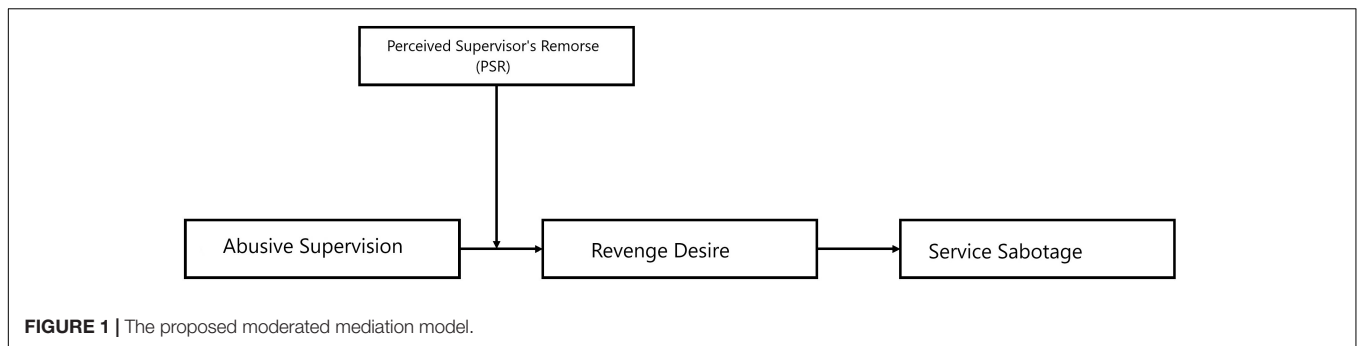 Perceived Supervisor's Remorse
(PSR)
Abusive Supervision
Revenge Desire
Service Sabotage
FIGURE 1 | The proposed moderated mediation model.